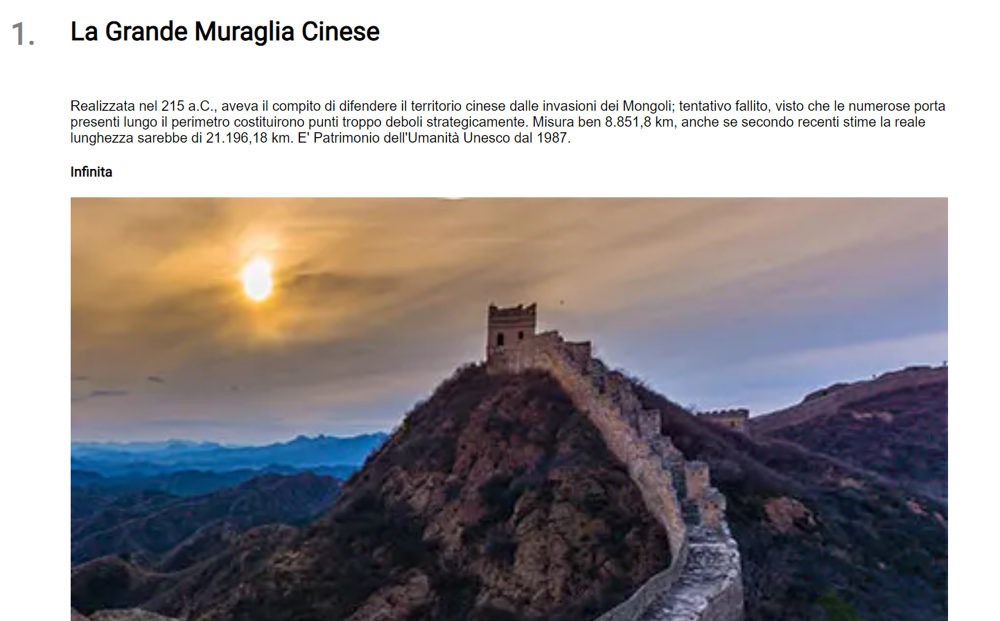 1. La Grande Muraglia Cinese
Realizzata nel 215 a.C., aveva il compito di difendere il territorio cinese dalle invasioni dei Mongoli; tentativo fallito, visto che le numerose porta
presenti lungo il perimetro costituirono punti troppo deboli strategicamente. Misura ben 8.851,8 km, anche se secondo recenti stime la reale
lunghezza sarebbe di 21.196,18 km. E' Patrimonio dell'Umanità Unesco dal 1987.
Infinita